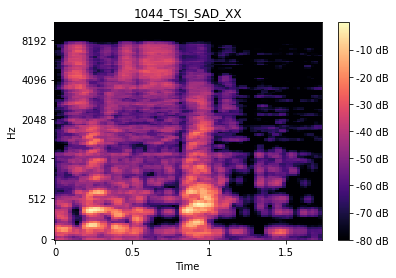 1044_TSI_SAD_XX
8192
4096
2048
1024
512
0
Hz
0
0.5
1
1.5
Time
-10 dB
-20 dB
-30 dB
-40 dB
-50 dB
-60 dB
-70 dB
-80 dB